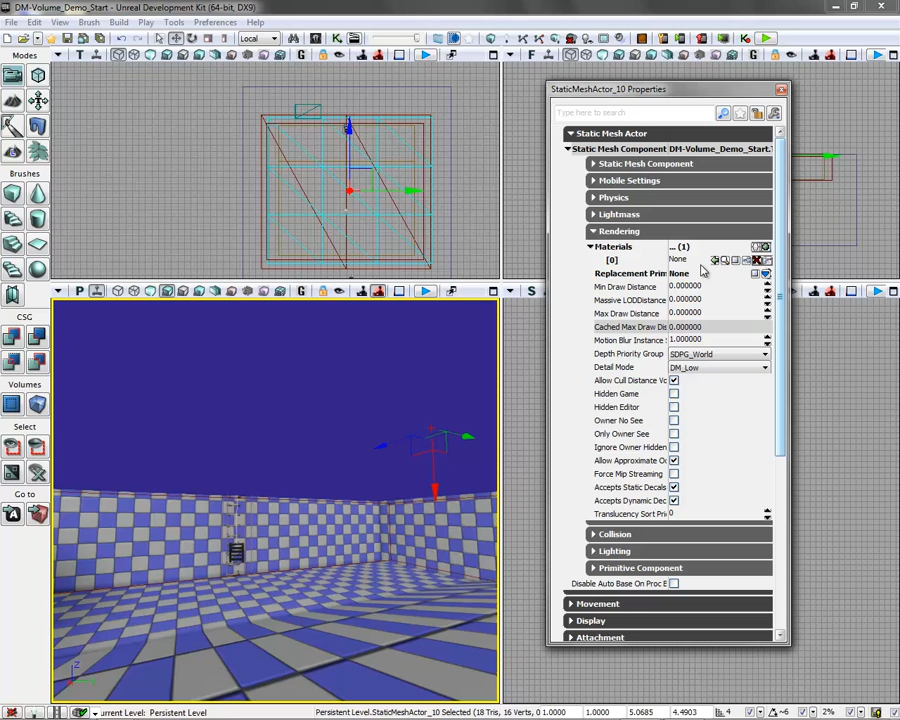 DM-Volume_Demo_Start - Unreal Development Kit (64-bit, DX9)
File Edit View Brush Build Play Tools Preferences Help
Local
Modes
T
F
StaticMeshActor_10 Properties
Type here to search
Static Mesh Actor
Static Mesh Component DM-Volume_Demo_Start.T
Static Mesh Component
Mobile Settings
Brushes
Physics
Lightmass
Rendering
Materials ... (1)
[0] None
Replacement Prim None
Min Draw Distance 0.000000
P
S
Massive LODDistance 0.000000
Max Draw Distance 0.000000
CSG
Cached Max Draw Dis 0.000000
Motion Blur Instance S 1.000000
Depth Priority Group SDPG_World
Detail Mode DM_Low
Volumes
Allow Cull Distance Vo
Hidden Game
Hidden Editor
Owner No See
Select
Only Owner See
Ignore Owner Hidden
Allow Approximate Oc
Force Mip Streaming
Accepts Static Decals
Go to
Accepts Dynamic Dec
Translucency Sort Pri 0
Collision
Lighting
Primitive Component
Disable Auto Base On Proc B
Movement
Display
Attachment
Z
urrent Level: Persistent Level
Persistent Level.StaticMeshActor_10 Selected (18 Tris, 16 Verts, 0 1.0000 1.0000 5.0685 4.4903 4 ~6 2%